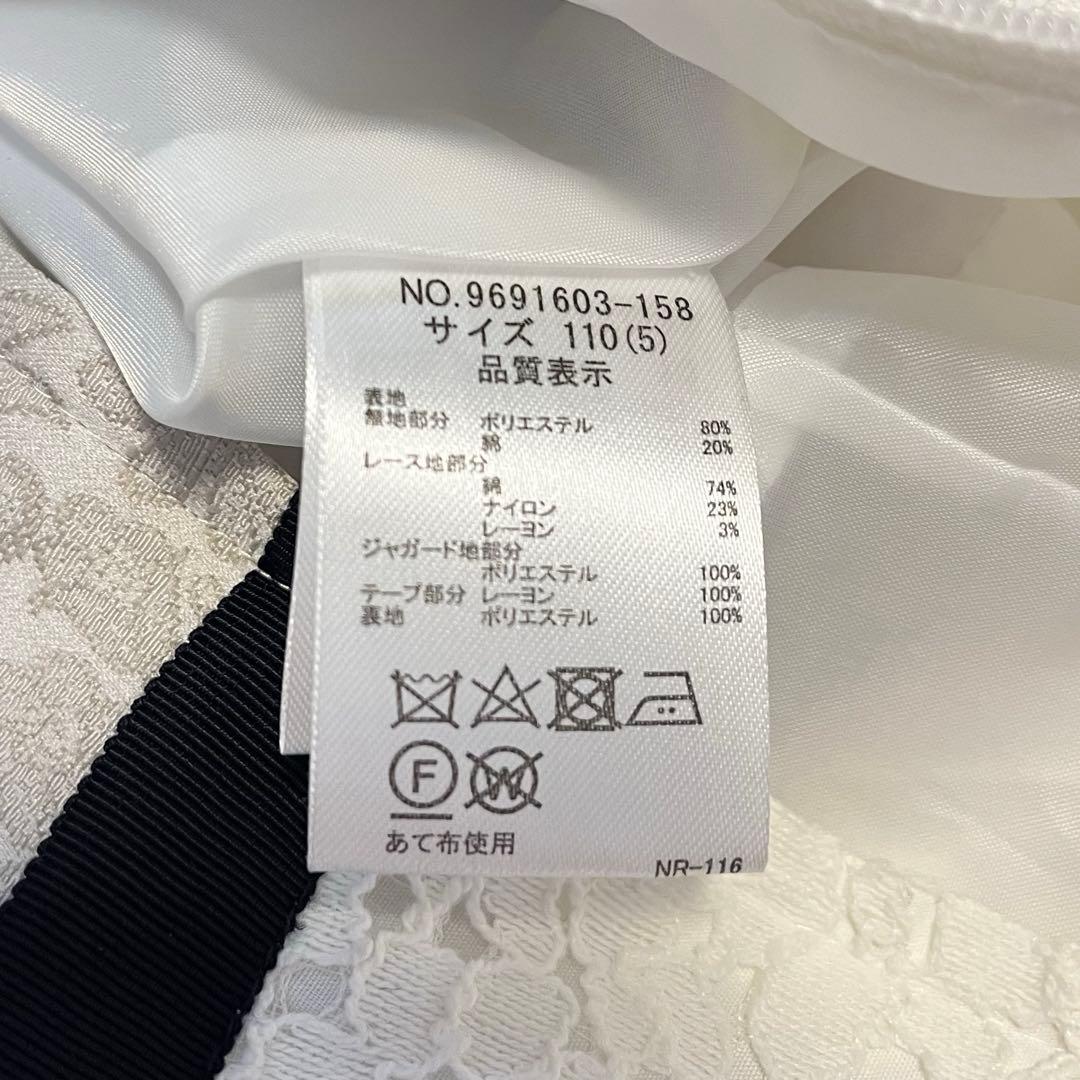 NO.9691603-158
サイズ 110(5)
品質表示
表地
無地部分 ポリエステル 80%
綿 20%
レース地部分
綿 74%
ナイロン 23%
レーヨン 3%
ジャガード地部分
ポリエステル 100%
テープ部分 レーヨン 100%
裏地 ポリエステル 100%
F W
あて布使用
NR-116